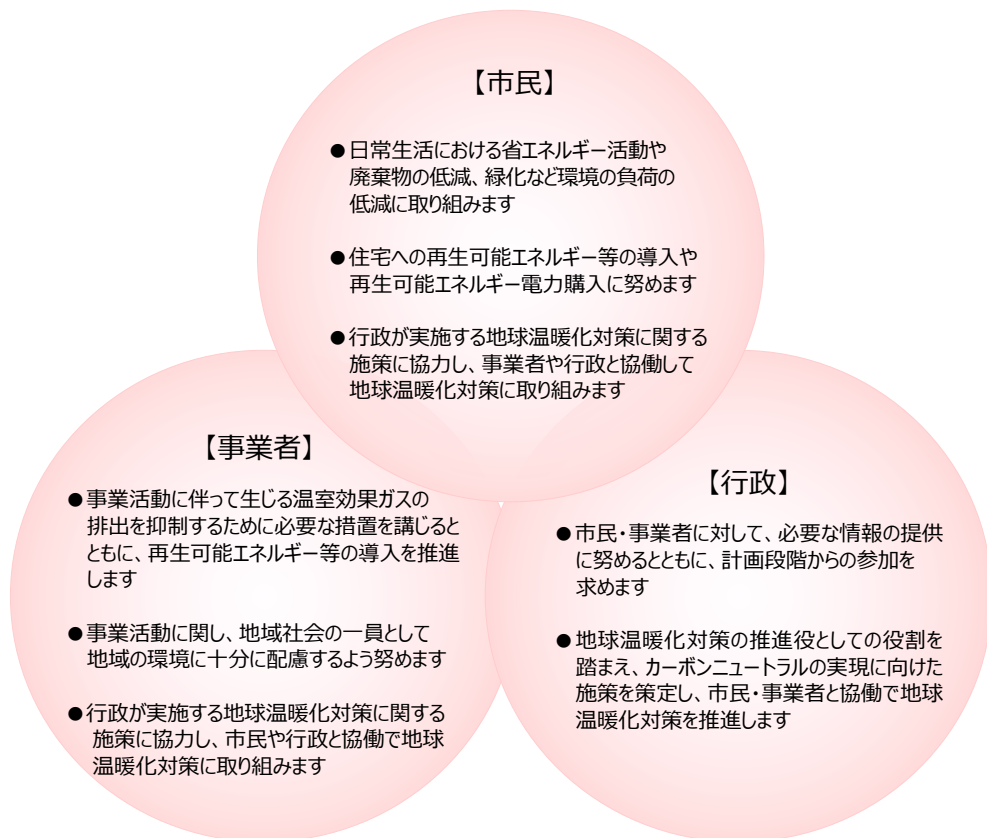 【市民】
●日常生活における省エネルギー活動や
廃棄物の低減、緑化など環境の負荷の
低減に取り組みます
●住宅への再生可能エネルギー等の導入や
再生可能エネルギー電力購入に努めます
●行政が実施する地球温暖化対策に関する
施策に協力し、事業者や行政と協働して
地球温暖化対策に取り組みます
【事業者】
●事業活動に伴って生じる温室効果ガスの
排出を抑制するために必要な措置を講じると
ともに、再生可能エネルギー等の導入を推進
します
●事業活動に関し、地域社会の一員として
地域の環境に十分に配慮するよう努めます
●行政が実施する地球温暖化対策に関する
施策に協力し、市民や行政と協働で地球
温暖化対策に取り組みます
【行政】
●市民・事業者に対して、必要な情報の提供
に努めるとともに、計画段階からの参加を
求めます
●地球温暖化対策の推進役としての役割を
踏まえ、カーボンニュートラルの実現に向けた
施策を策定し、市民・事業者と協働で地球
温暖化対策を推進します